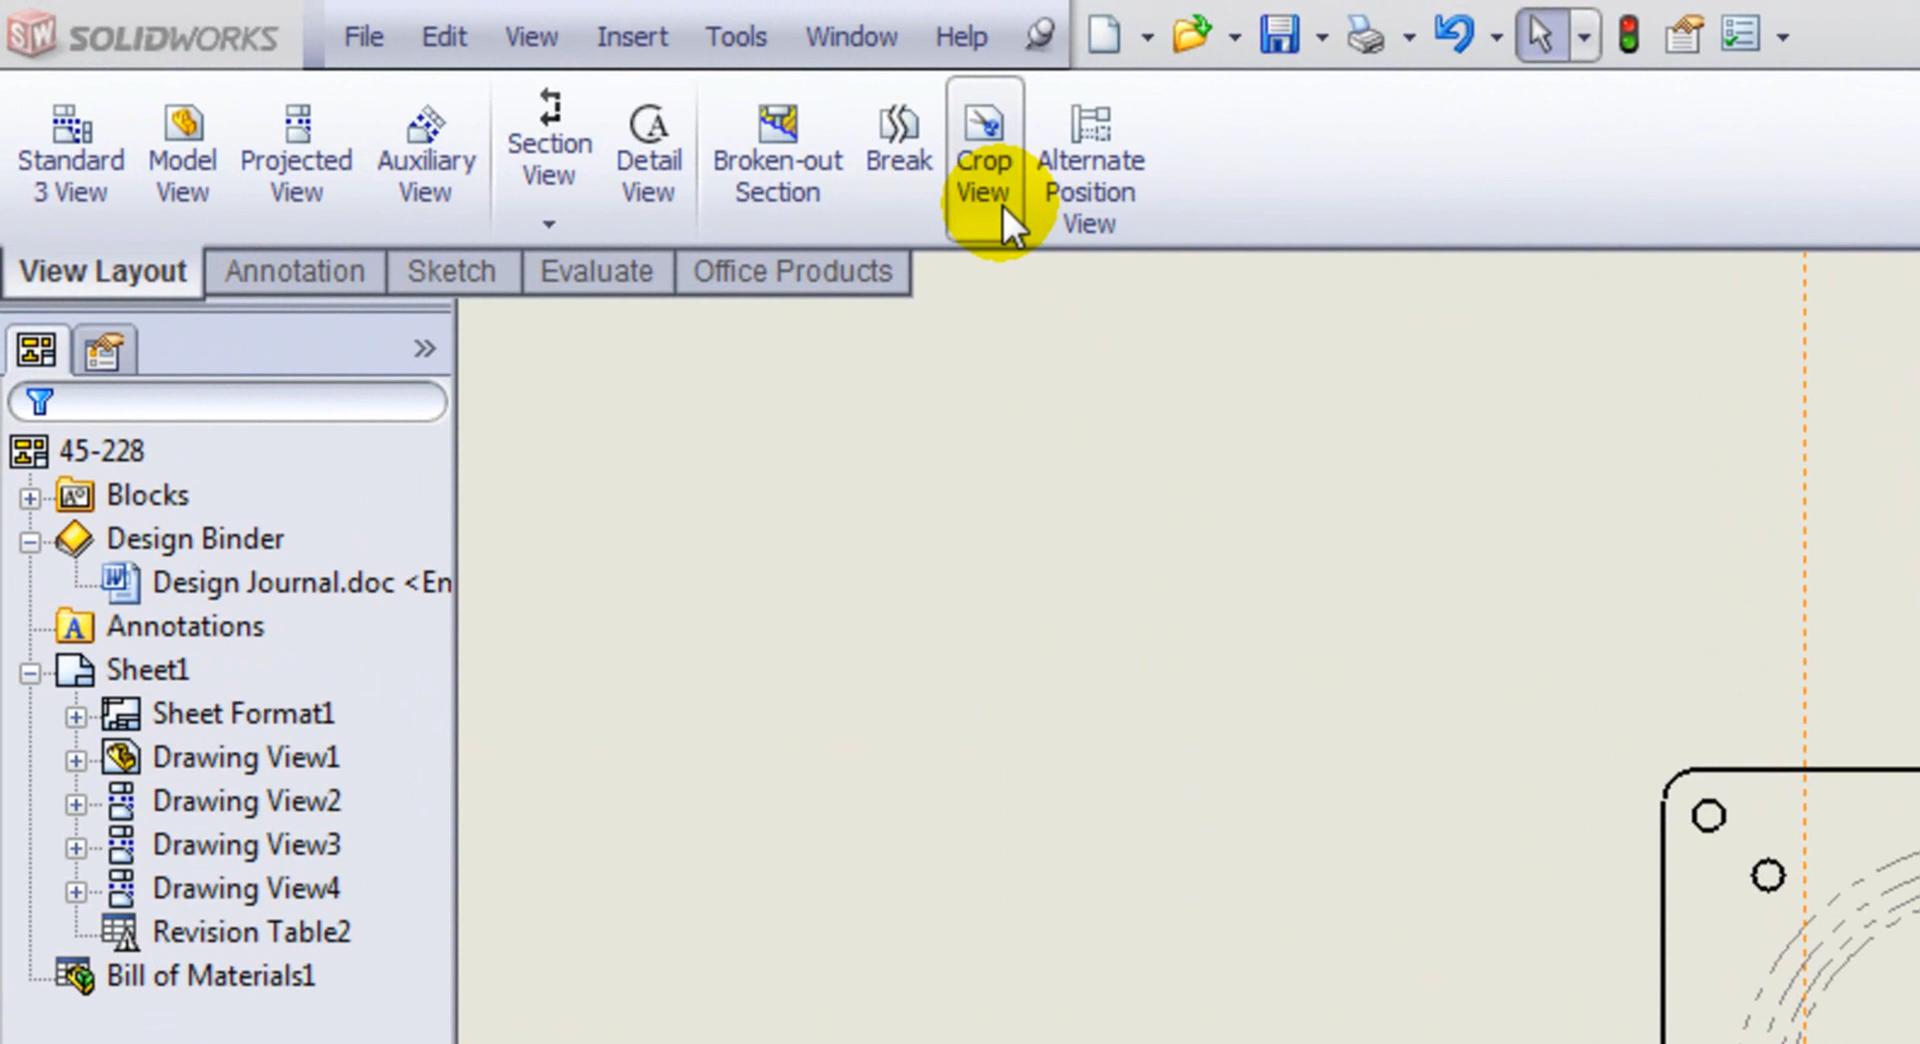 SW SOLIDWORKS File Edit View Insert Tools Window Help
Standard 3 View
Model View
Projected View
Auxiliary View
Section View
Detail View
Broken-out Section
Break
Crop View
Alternate Position View
View Layout Annotation Sketch Evaluate Office Products
45-228
Blocks
Design Binder
Design Journal.doc <En
Annotations
Sheet1
Sheet Format1
Drawing View1
Drawing View2
Drawing View3
Drawing View4
Revision Table2
Bill of Materials1